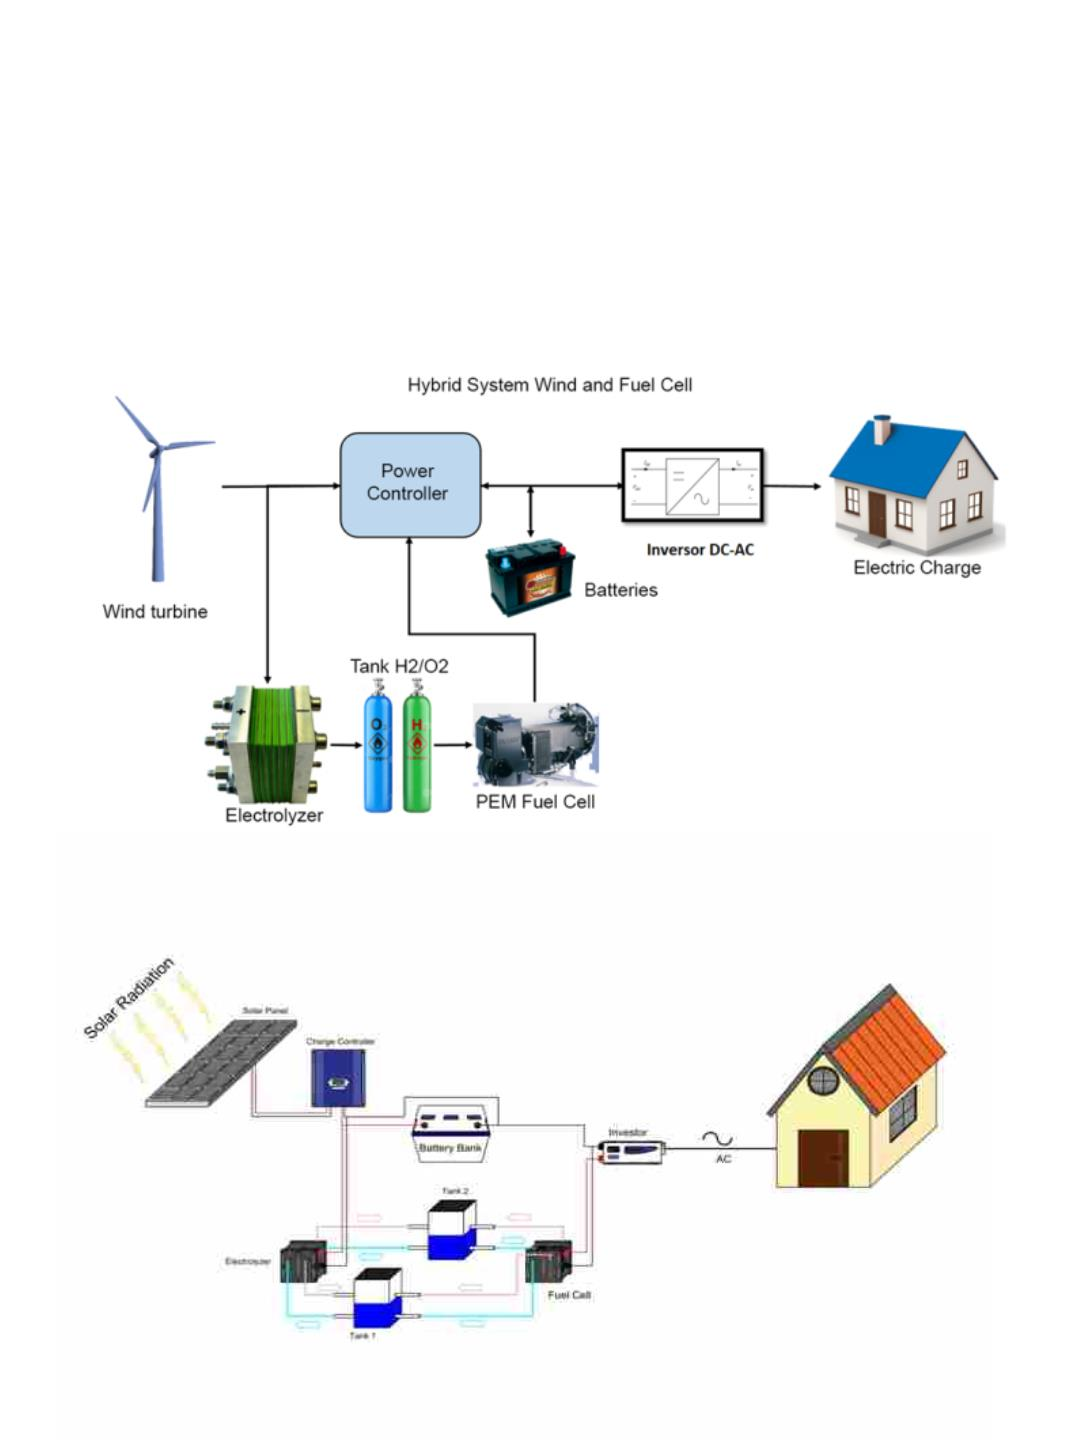 Hybrid System Wind and Fuel Cell
Power
Controller
Inversor DC-AC
Electric Charge
Batteries
Wind turbine
Tank H2/O2
O
H
+
PEM Fuel Cell
Electrolyzer
Solar Radiation
Solar Panel
Charge Controller
Battery Bank
Investor
AC
Tank 2
Electrolyzer
Fuel Cell
Tank 1